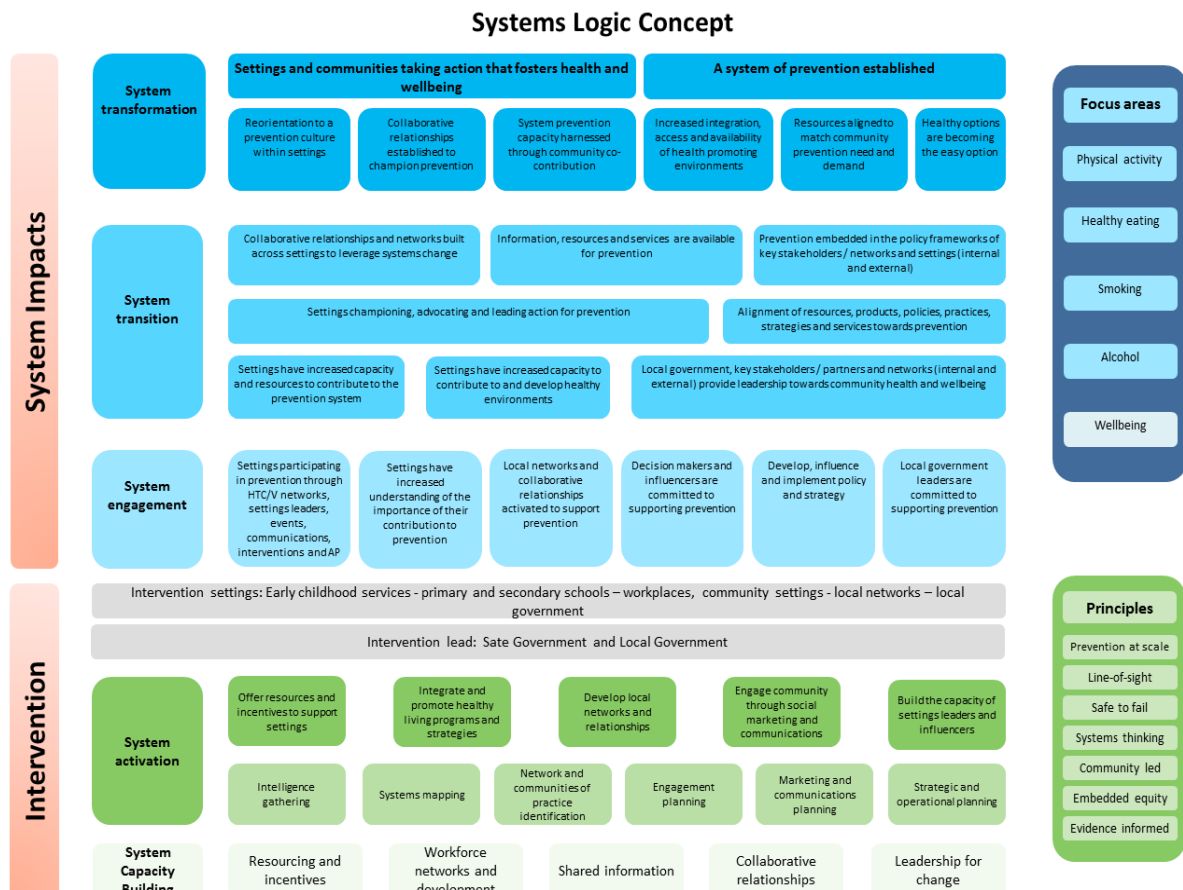 Systems Logic Concept
System Impacts
System
transformation
Settings and communities taking action that fosters health and
wellbeing
A system of prevention established
Reorientation to a
prevention culture
within settings
Collaborative
relationships
established to
champion prevention
System prevention
capacity harnessed
through community co-
contribution
Increased integration,
access and availability
of health promoting
environments
Resources aligned to
match community
prevention need and
demand
Healthy options
are becoming
the easy option
System
transition
Collaborative relationships and networks built
across settings to leverage systems change
Information, resources and services are available
for prevention
Prevention embedded in the policy frameworks of
key stakeholders / networks and settings (internal
and external)
Settings championing, advocating and leading action for prevention
Alignment of resources, products, policies, practices,
strategies and services towards prevention
Settings have increased capacity
and resources to contribute to the
prevention system
Settings have increased capacity to
contribute to and develop healthy
environments
Local government, key stakeholders / partners and networks (internal and
external) provide leadership towards community health and wellbeing
System
engagement
Settings participating
in prevention through
HTC/V networks,
settings leaders,
events,
communications,
interventions and AP
Settings have
increased
understanding of the
importance of their
contribution to
prevention
Local networks and
collaborative
relationships
activated to support
prevention
Decision makers and
influencers are
committed to
supporting prevention
Develop, influence
and implement policy
and strategy
Local government
leaders are
committed to
supporting prevention
Intervention
Intervention settings: Early childhood services - primary and secondary schools – workplaces, community settings - local networks – local
government
Intervention lead: Sate Government and Local Government
System
activation
Offer resources and
incentives to support
settings
Integrate and
promote healthy
living programs and
strategies
Develop local
networks and
relationships
Engage community
through social
marketing and
communications
Build the capacity of
settings leaders and
influencers
Intelligence
gathering
Systems mapping
Network and
communities of
practice
identification
Engagement
planning
Marketing and
communications
planning
Strategic and
operational planning
System
Capacity
Building
Resourcing and
incentives
Workforce
networks and
development
Shared information
Collaborative
relationships
Leadership for
change
Focus areas
Physical activity
Healthy eating
Smoking
Alcohol
Wellbeing
Principles
Prevention at scale
Line-of-sight
Safe to fail
Systems thinking
Community led
Embedded equity
Evidence informed